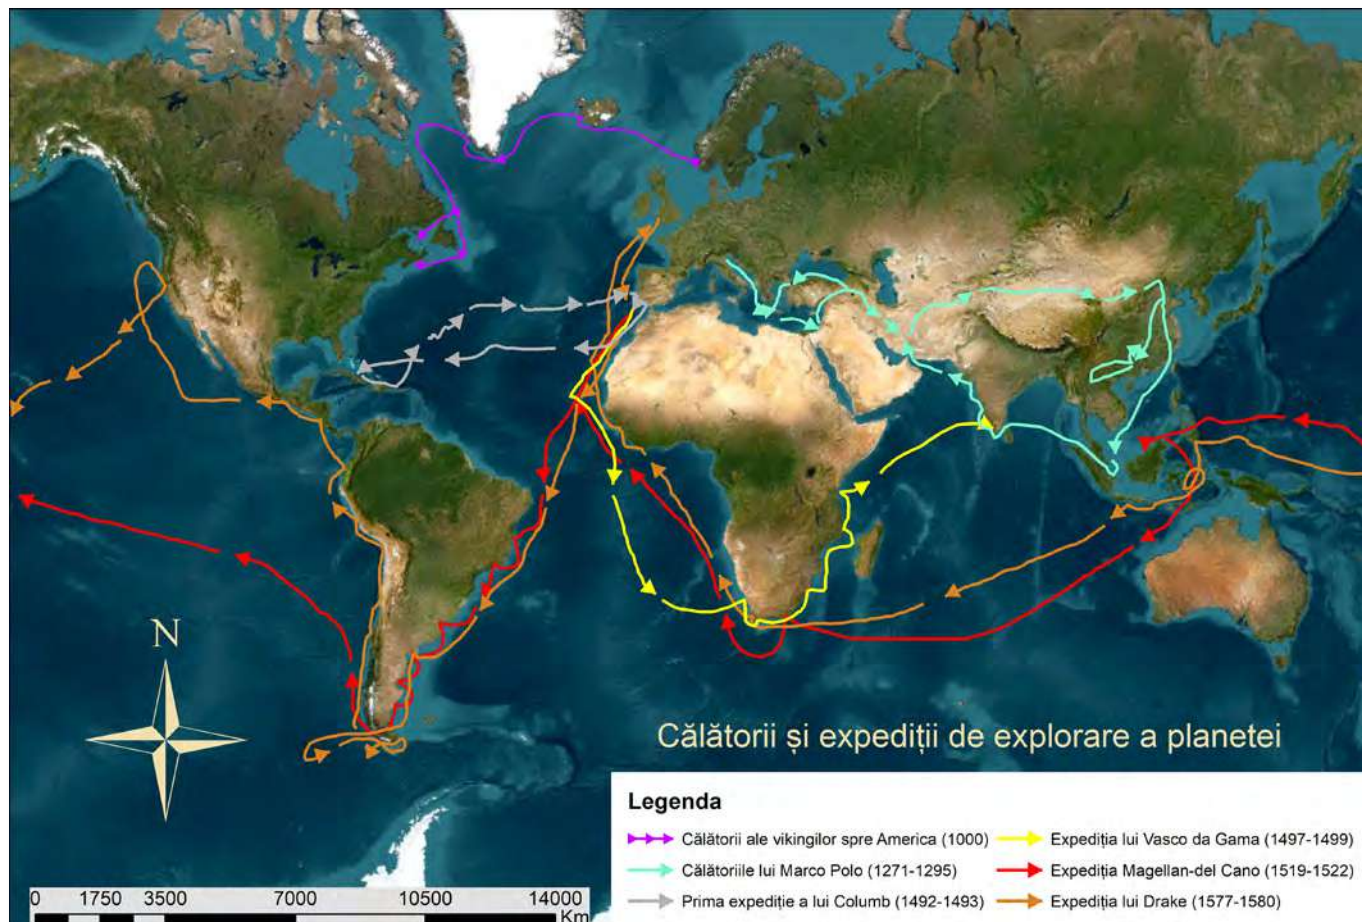 N
Călătorii și expediții de explorare a planetei
Legenda
Călătorii ale vikingilor spre America (1000)
Călătoriile lui Marco Polo (1271-1295)
Prima expediție a lui Columb (1492-1493)
Expediția lui Vasco da Gama (1497-1499)
Expediția Magellan-del Cano (1519-1522)
Expediția lui Drake (1577-1580)
0 1750 3500 7000 10500 14000
Km